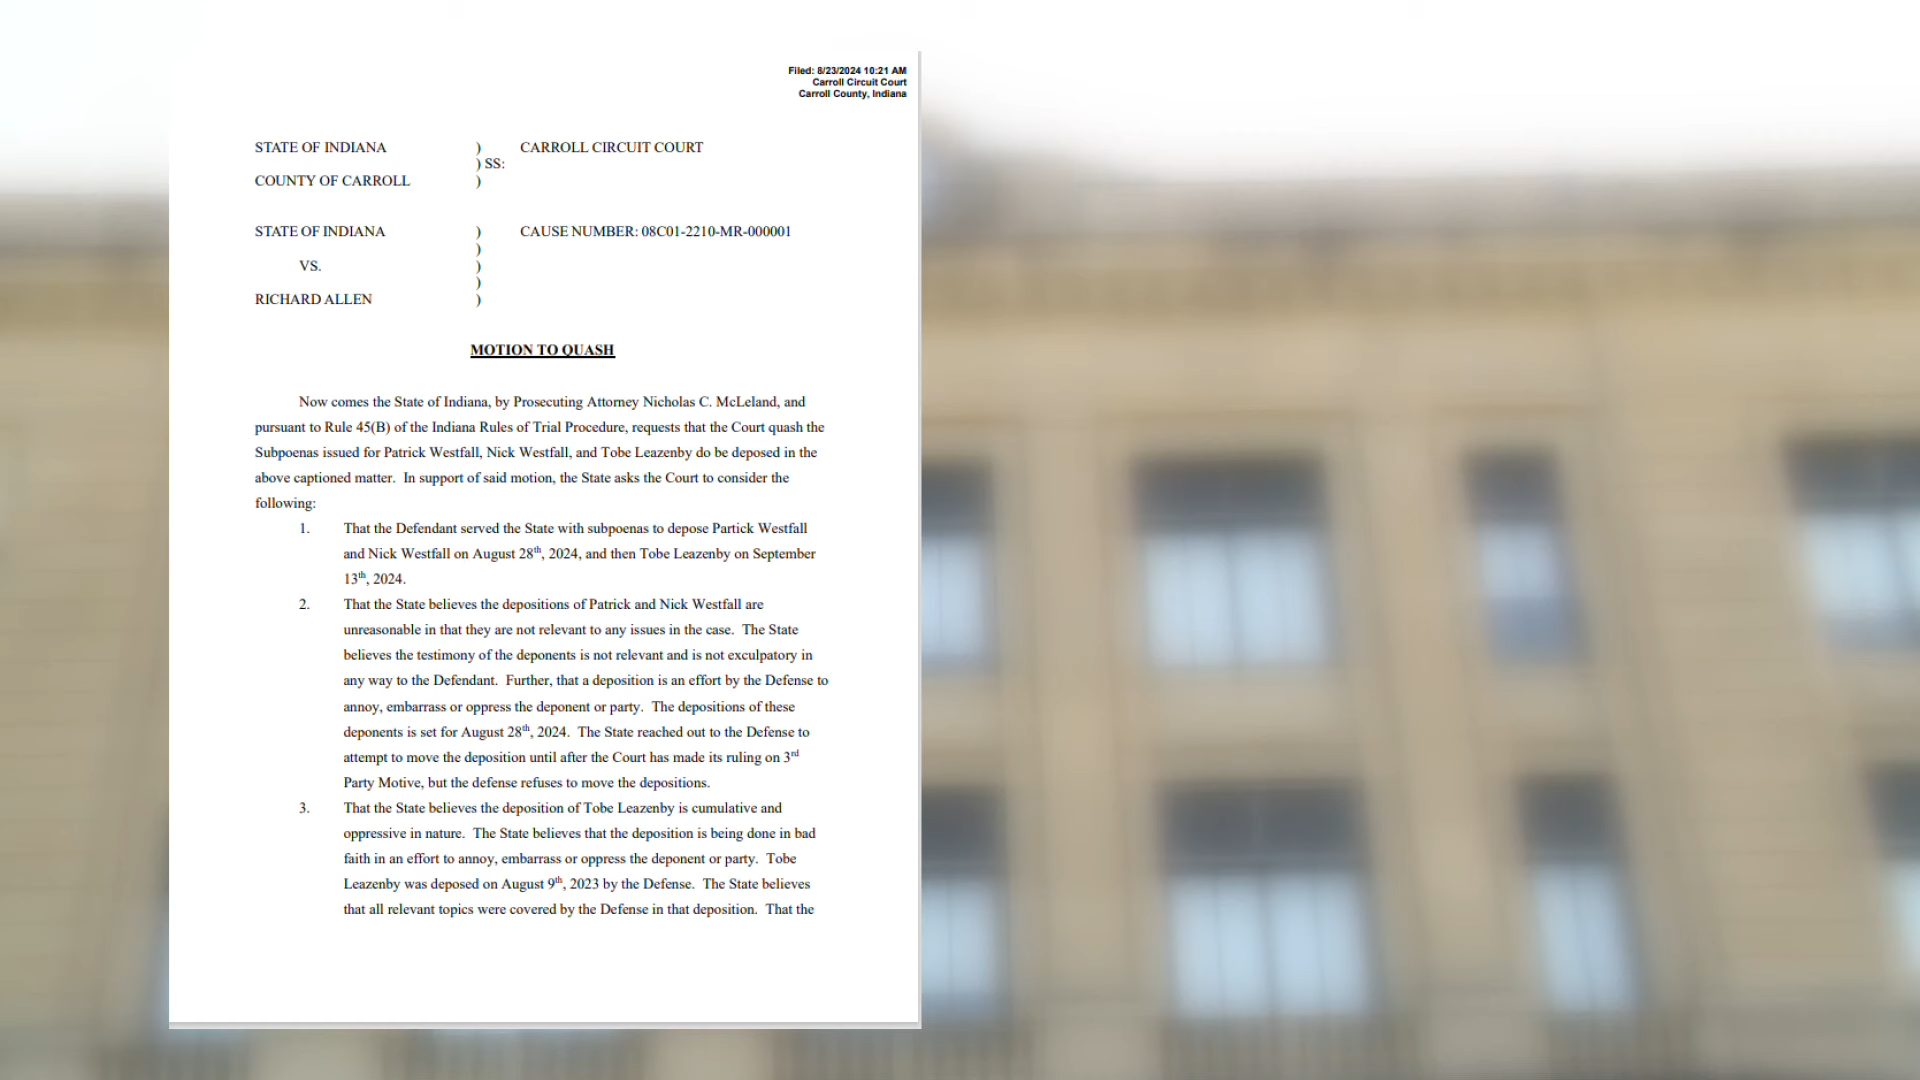 Filed: 8/23/2024 10:21 AM
Carroll Circuit Court
Carroll County, Indiana
STATE OF INDIANA ) CARROLL CIRCUIT COURT
) SS:
COUNTY OF CARROLL )
STATE OF INDIANA ) CAUSE NUMBER: 08C01-2210-MR-000001
)
VS. )
)
RICHARD ALLEN )
MOTION TO QUASH
Now comes the State of Indiana, by Prosecuting Attorney Nicholas C. McLeland, and
pursuant to Rule 45(B) of the Indiana Rules of Trial Procedure, requests that the Court quash the
Subpoenas issued for Patrick Westfall, Nick Westfall, and Tobe Leazenby do be deposed in the
above captioned matter. In support of said motion, the State asks the Court to consider the
following:
1. That the Defendant served the State with subpoenas to depose Partick Westfall
and Nick Westfall on August 28th, 2024, and then Tobe Leazenby on September
13th, 2024.
2. That the State believes the depositions of Patrick and Nick Westfall are
unreasonable in that they are not relevant to any issues in the case. The State
believes the testimony of the deponents is not relevant and is not exculpatory in
any way to the Defendant. Further, that a deposition is an effort by the Defense to
annoy, embarrass or oppress the deponent or party. The depositions of these
deponents is set for August 28th, 2024. The State reached out to the Defense to
attempt to move the deposition until after the Court has made its ruling on 3rd
Party Motive, but the defense refuses to move the depositions.
3. That the State believes the deposition of Tobe Leazenby is cumulative and
oppressive in nature. The State believes that the deposition is being done in bad
faith in an effort to annoy, embarrass or oppress the deponent or party. Tobe
Leazenby was deposed on August 9th, 2023 by the Defense. The State believes
that all relevant topics were covered by the Defense in that deposition. That the